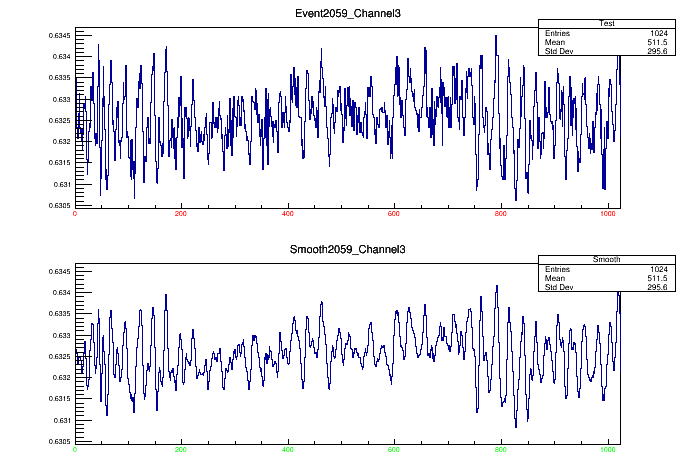 Event2059_Channel3
Test
Entries 1024
Mean 511.5
Std Dev 295.6
0.6345
0.634
0.6335
0.633
0.6325
0.632
0.6315
0.631
0.6305
0 200 400 600 800 1000
Smooth2059_Channel3
Smooth
Entries 1024
Mean 511.5
Std Dev 295.6
0.6345
0.634
0.6335
0.633
0.6325
0.632
0.6315
0.631
0.6305
0 200 400 600 800 1000